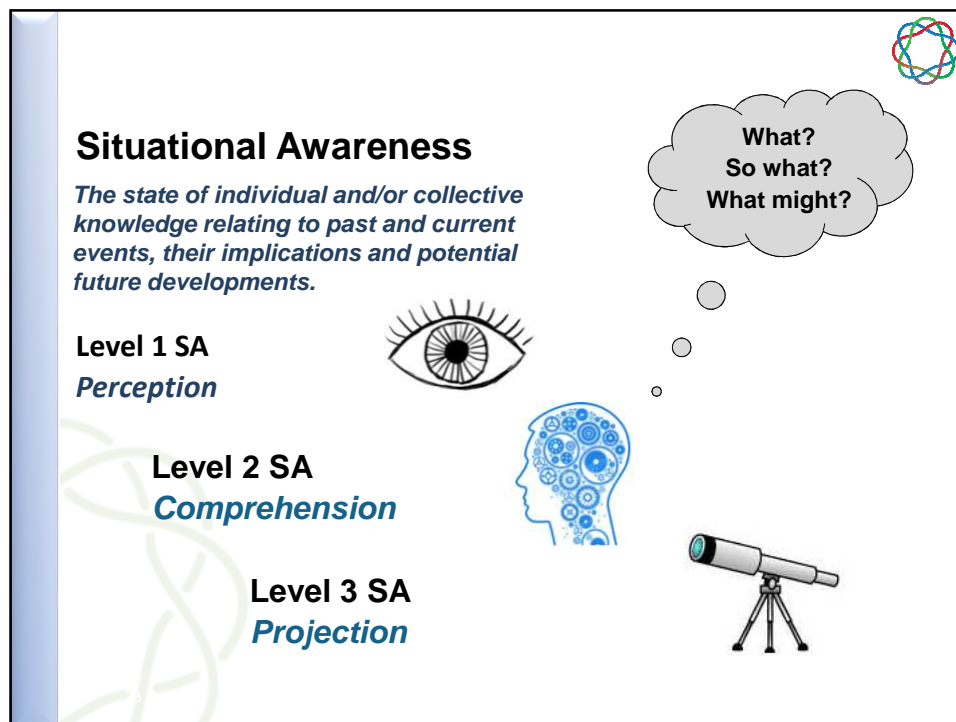 Situational Awareness
The state of individual and/or collective
knowledge relating to past and current
events, their implications and potential
future developments.
What?
So what?
What might?
Level 1 SA
Perception
Level 2 SA
Comprehension
Level 3 SA
Projection